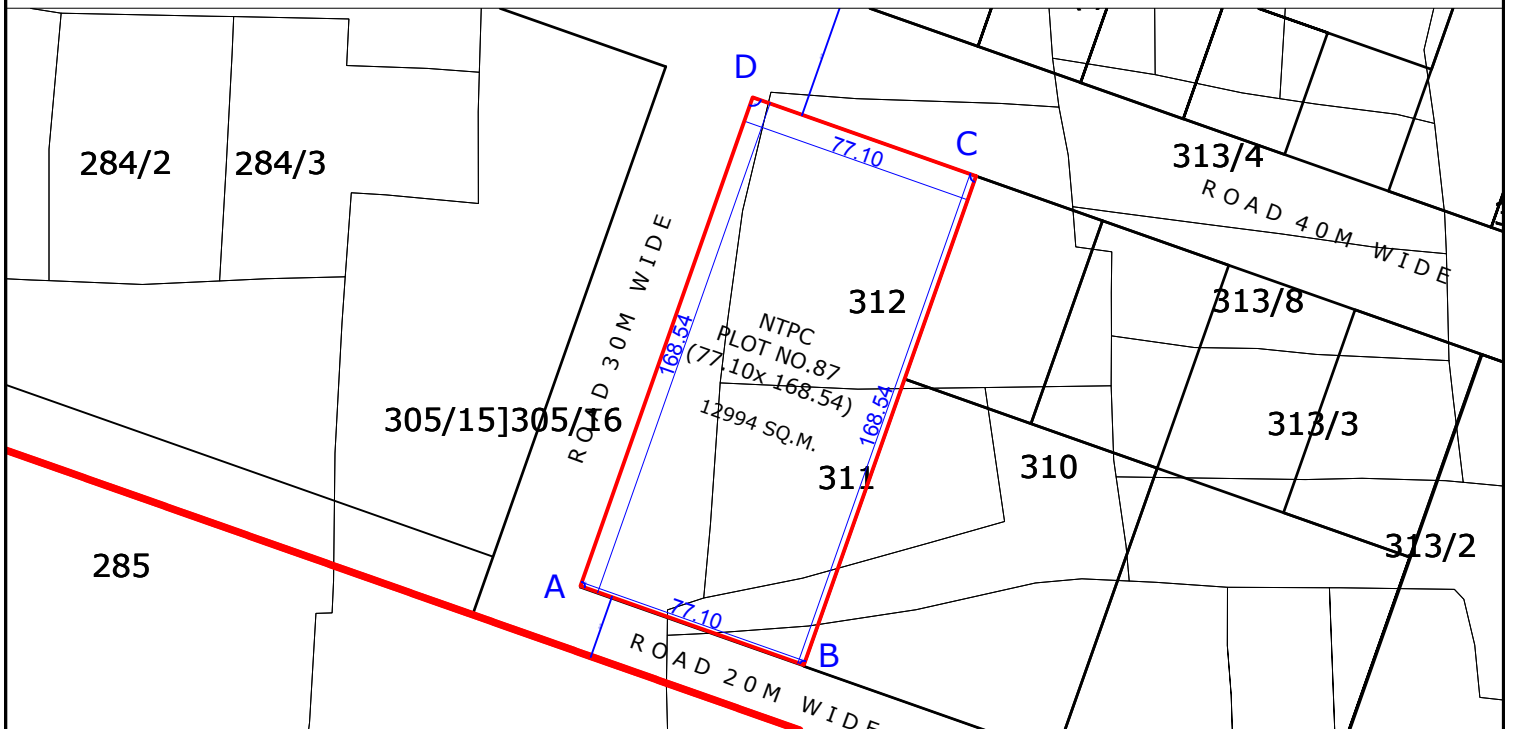 D
C
77.10
313/4
284/2
284/3
ROAD 40M WIDE
ROAD 30M WIDE
312
313/8
NTPC
PLOT NO.87
(77.10x 168.54)
12994 SQ.M.
168.54
168.54
305/15]305/16
313/3
311
310
313/2
285
A
77.10
B
ROAD 20M WIDE